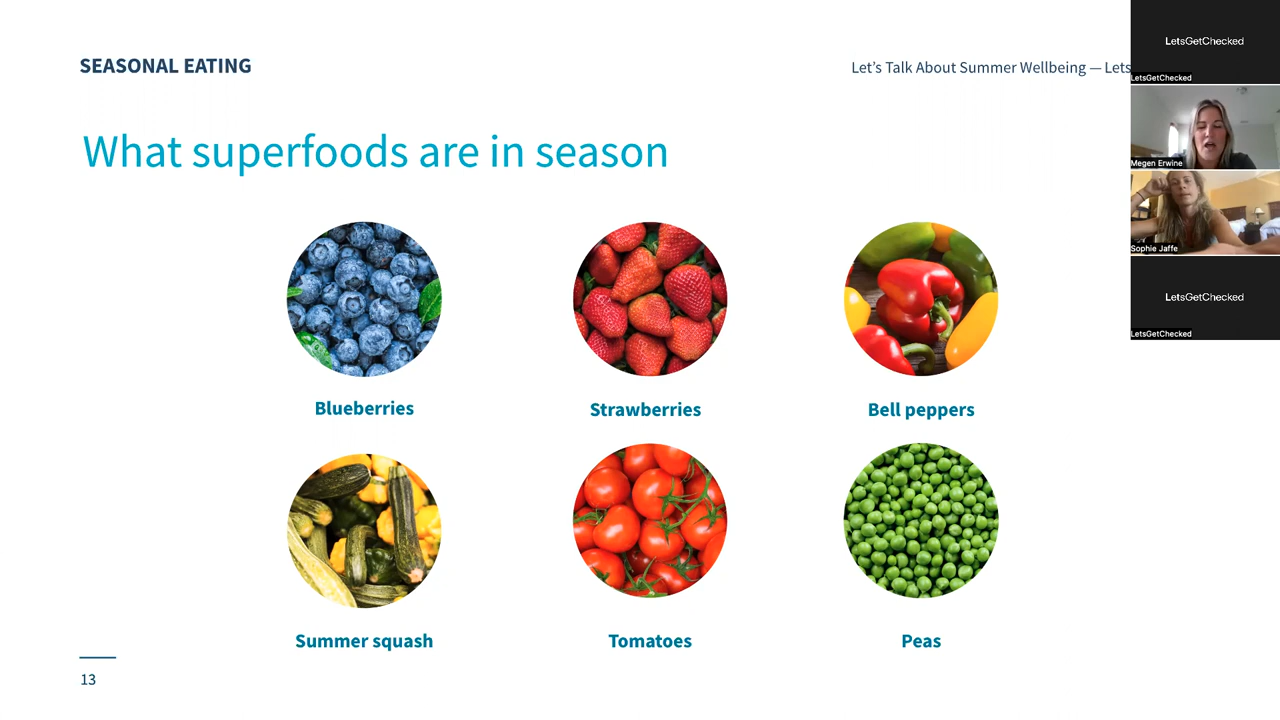 SEASONAL EATING
Let's Talk About Summer Wellbeing — Lets
What superfoods are in season
Blueberries
Strawberries
Bell peppers
Summer squash
Tomatoes
Peas
13
LetsGetChecked
LetsGetChecked
Megen Erwine
Sophie Jaffe
LetsGetChecked
LetsGetChecked